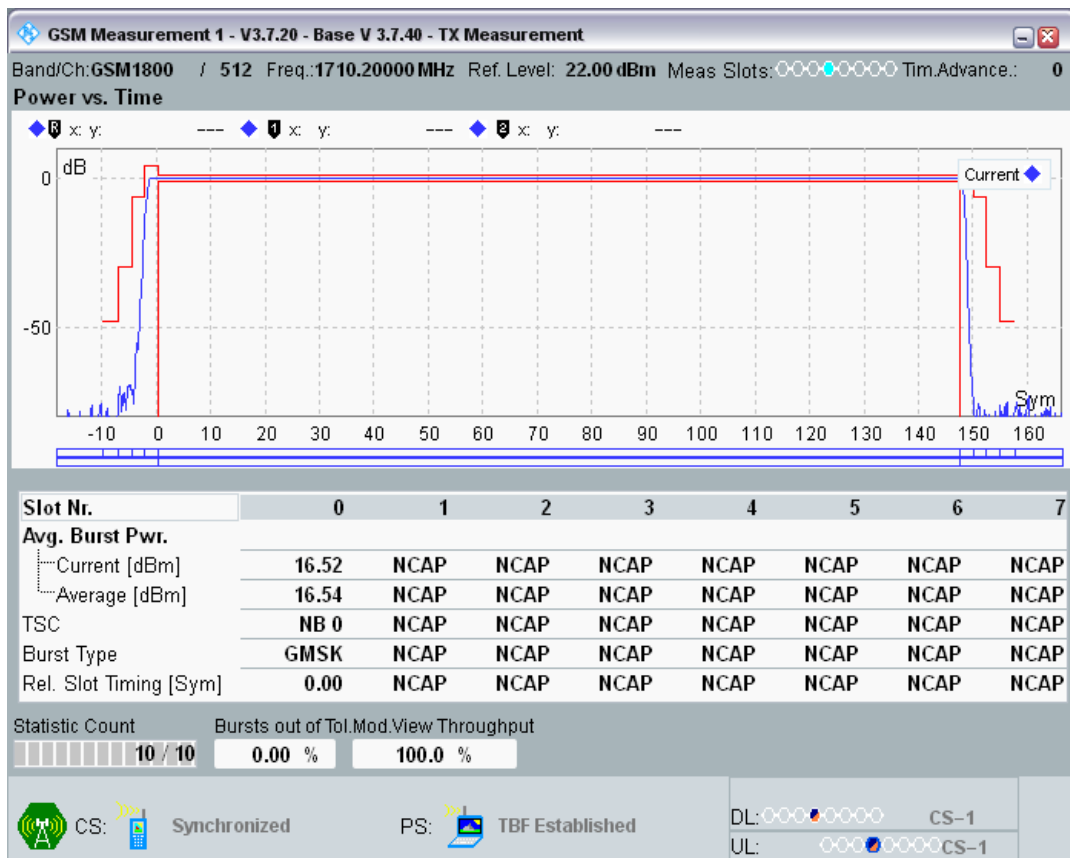 GSM Measurement 1 - V3.7.20 - Base V 3.7.40 - TX Measurement
Band/Ch:GSM1800 / 512 Freq.:1710.20000 MHz Ref. Level: 22.00 dBm Meas Slots: Tim.Advance.: 0
Power vs. Time
R x: y: --- 1 x: y: --- 2 x: y: ---
dB
Current
0
-50
Sym
-10 0 10 20 30 40 50 60 70 80 90 100 110 120 130 140 150 160
Slot Nr. 0 1 2 3 4 5 6 7
Avg. Burst Pwr.
Current [dBm] 16.52 NCAP NCAP NCAP NCAP NCAP NCAP NCAP
Average [dBm] 16.54 NCAP NCAP NCAP NCAP NCAP NCAP NCAP
TSC NB 0 NCAP NCAP NCAP NCAP NCAP NCAP NCAP
Burst Type GMSK NCAP NCAP NCAP NCAP NCAP NCAP NCAP
Rel. Slot Timing [Sym] 0.00 NCAP NCAP NCAP NCAP NCAP NCAP NCAP
Statistic Count Bursts out of Tol.Mod.View Throughput
10 / 10 0.00 % 100.0 %
CS: Synchronized PS: TBF Established
DL: CS-1
UL: CS-1